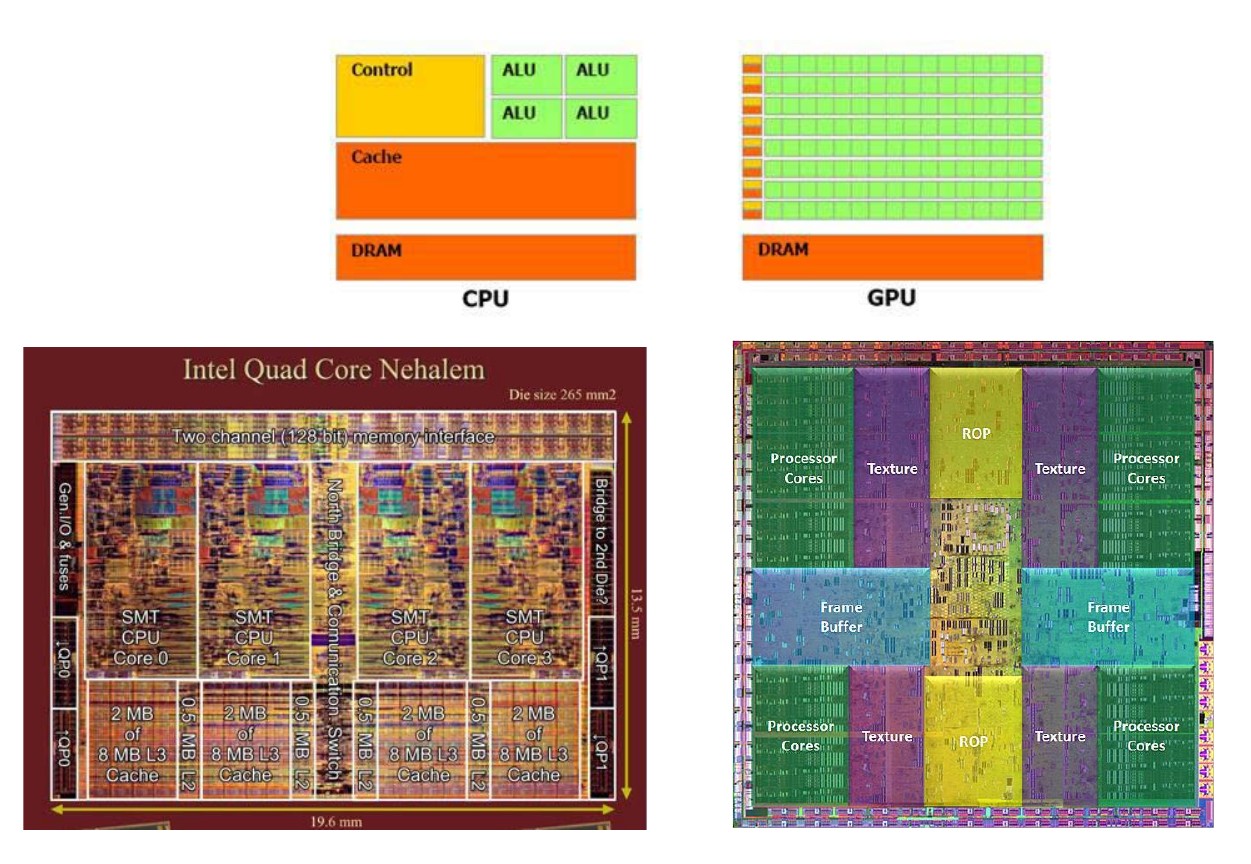 Control
ALU
ALU
ALU
ALU
Cache
DRAM
CPU
DRAM
GPU
Intel Quad Core Nehalem
Die size 265 mm2
Two channel (128 bit) memory interface
Gen.I/O & fuses
↓QP0
↑QP0
SMT
CPU
Core 0
SMT
CPU
Core 1
North Bridge & Communication Switch
SMT
CPU
Core 2
SMT
CPU
Core 3
Bridge to 2nd Die?
↑QP1
↓QP1
2 MB
of
8 MB L3
Cache
0.5 MB L2
2 MB
of
8 MB L3
Cache
0.5 MB L2
0.5 MB L2
2 MB
of
8 MB L3
Cache
0.5 MB L2
2 MB
of
8 MB L3
Cache
13.5 mm
19.6 mm
Processor
Cores
Texture
ROP
Texture
Processor
Cores
Frame
Buffer
Frame
Buffer
Processor
Cores
Texture
ROP
Texture
Processor
Cores